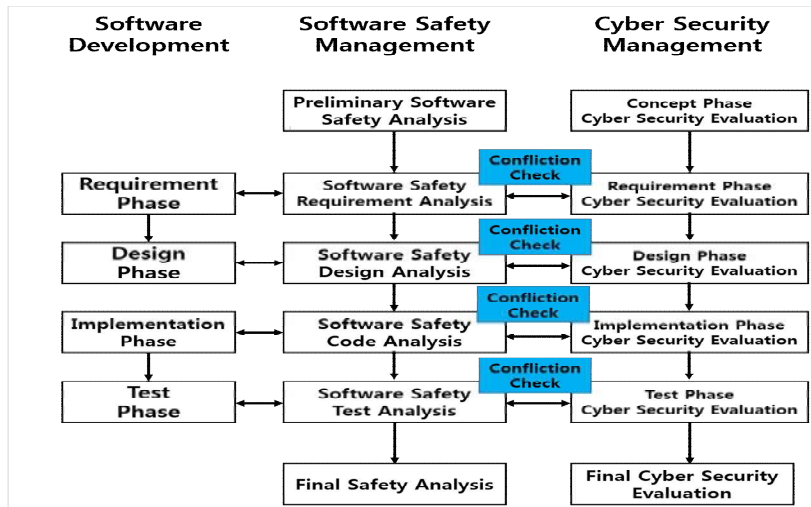 Software
Development
Software Safety
Management
Cyber Security
Management
Preliminary Software
Safety Analysis
Concept Phase
Cyber Security Evaluation
Confliction
Check
Requirement
Phase
Software Safety
Requirement Analysis
Requirement Phase
Cyber Security Evaluation
Confliction
Check
Design
Phase
Software Safety
Design Analysis
Design Phase
Cyber Security Evaluation
Confliction
Check
Implementation
Phase
Software Safety
Code Analysis
Implementation Phase
Cyber Security Evaluation
Confliction
Check
Test
Phase
Software Safety
Test Analysis
Test Phase
Cyber Security Evaluation
Final Safety Analysis
Final Cyber Security
Evaluation